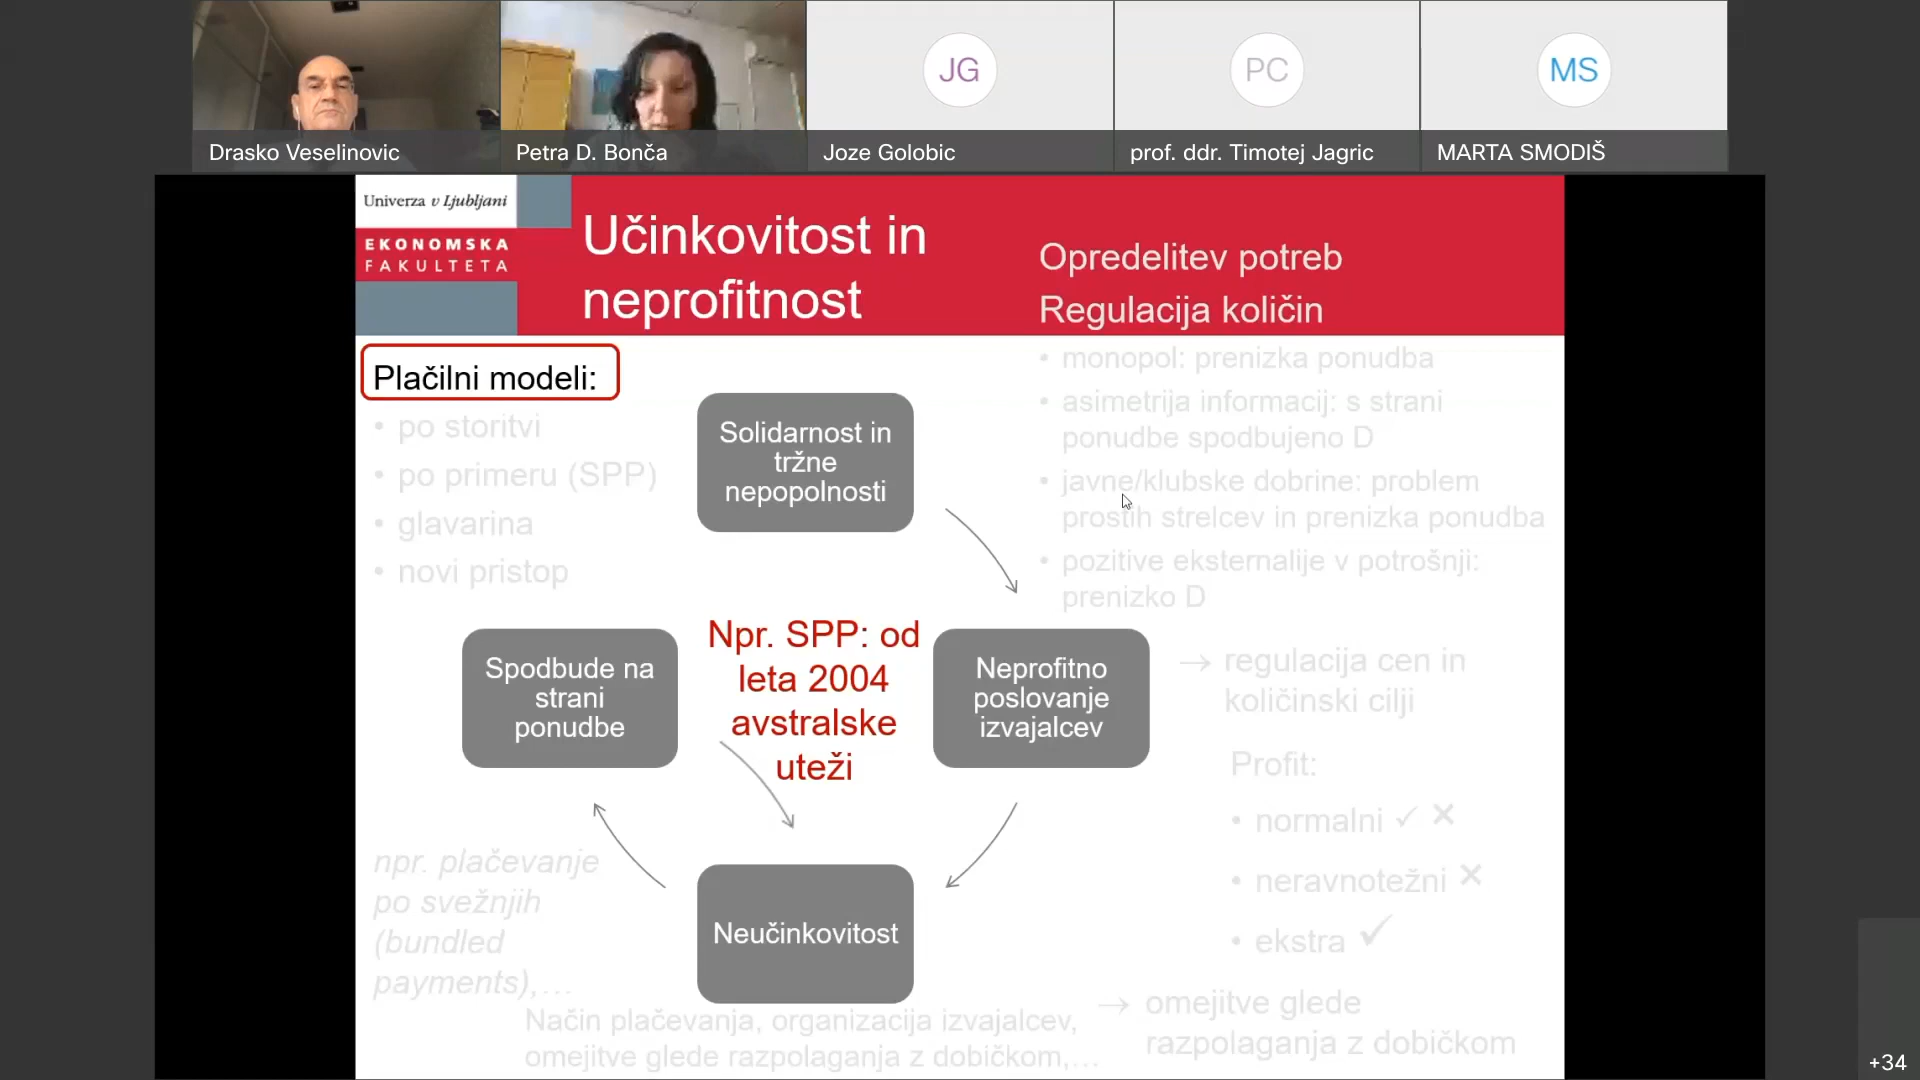 JG
PC
MS
Drasko Veselinovic
Petra D. Bonča
Joze Golobic
prof. ddr. Timotej Jagric
MARTA SMODIŠ
Univerza v Ljubljani
EKONOMSKA
FAKULTETA
Učinkovitost in
neprofitnost
Opredelitev potreb
Regulacija količin
Plačilni modeli:
• po storitvi
• po primeru (SPP)
• glavarina
• novi pristop
• monopol: prenizka ponudba
• asimetrija informacij: s strani
ponudbe spodbujeno D
• javne/klubske dobrine: problem
prostih strelcev in prenizka ponudba
• pozitive eksternalije v potrošnji:
prenizko D
Solidarnost in
tržne
nepopolnosti
Spodbude na
strani
ponudbe
Npr. SPP: od
leta 2004
avstralske
uteži
Neprofitno
poslovanje
izvajalcev
→ regulacija cen in
količinski cilji
Profit:
• normalni ✓ ✕
• neravnotežni ✕
• ekstra ✓
npr. plačevanje
po svežnjih
(bundled
payments),…
Neučinkovitost
Način plačevanja, organizacija izvajalcev,
omejitve glede razpolaganja z dobičkom,…
→ omejitve glede
razpolaganja z dobičkom
+34